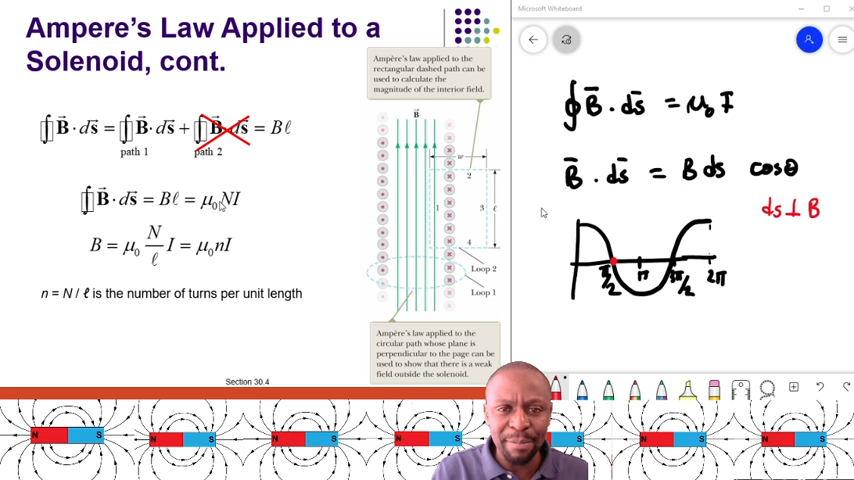 Ampere's Law Applied to a
Solenoid, cont.
∮ B⃗ · ds⃗ = ∮ B⃗ · ds⃗ + ∮ B⃗ · ds⃗ = Bℓ
path 1 path 2
∮ B⃗ · ds⃗ = Bℓ = μ₀NI
B = μ₀ N/ℓ I = μ₀nI
n = N / ℓ is the number of turns per unit length
Section 30.4
Ampère's law applied to the
rectangular dashed path can be
used to calculate the
magnitude of the interior field.
B⃗
w
2
1
3
ℓ
4
Loop 2
Loop 1
Ampère's law applied to the
circular path whose plane is
perpendicular to the page can be
used to show that there is a weak
field outside the solenoid.
Microsoft Whiteboard
∮ B̄ · ds̄ = μ₀ I
B̄ · ds̄ = B ds cosθ
ds ⊥ B
π/2 π 3π/2 2π
N S
N S
N S
N S
S
N S
N S